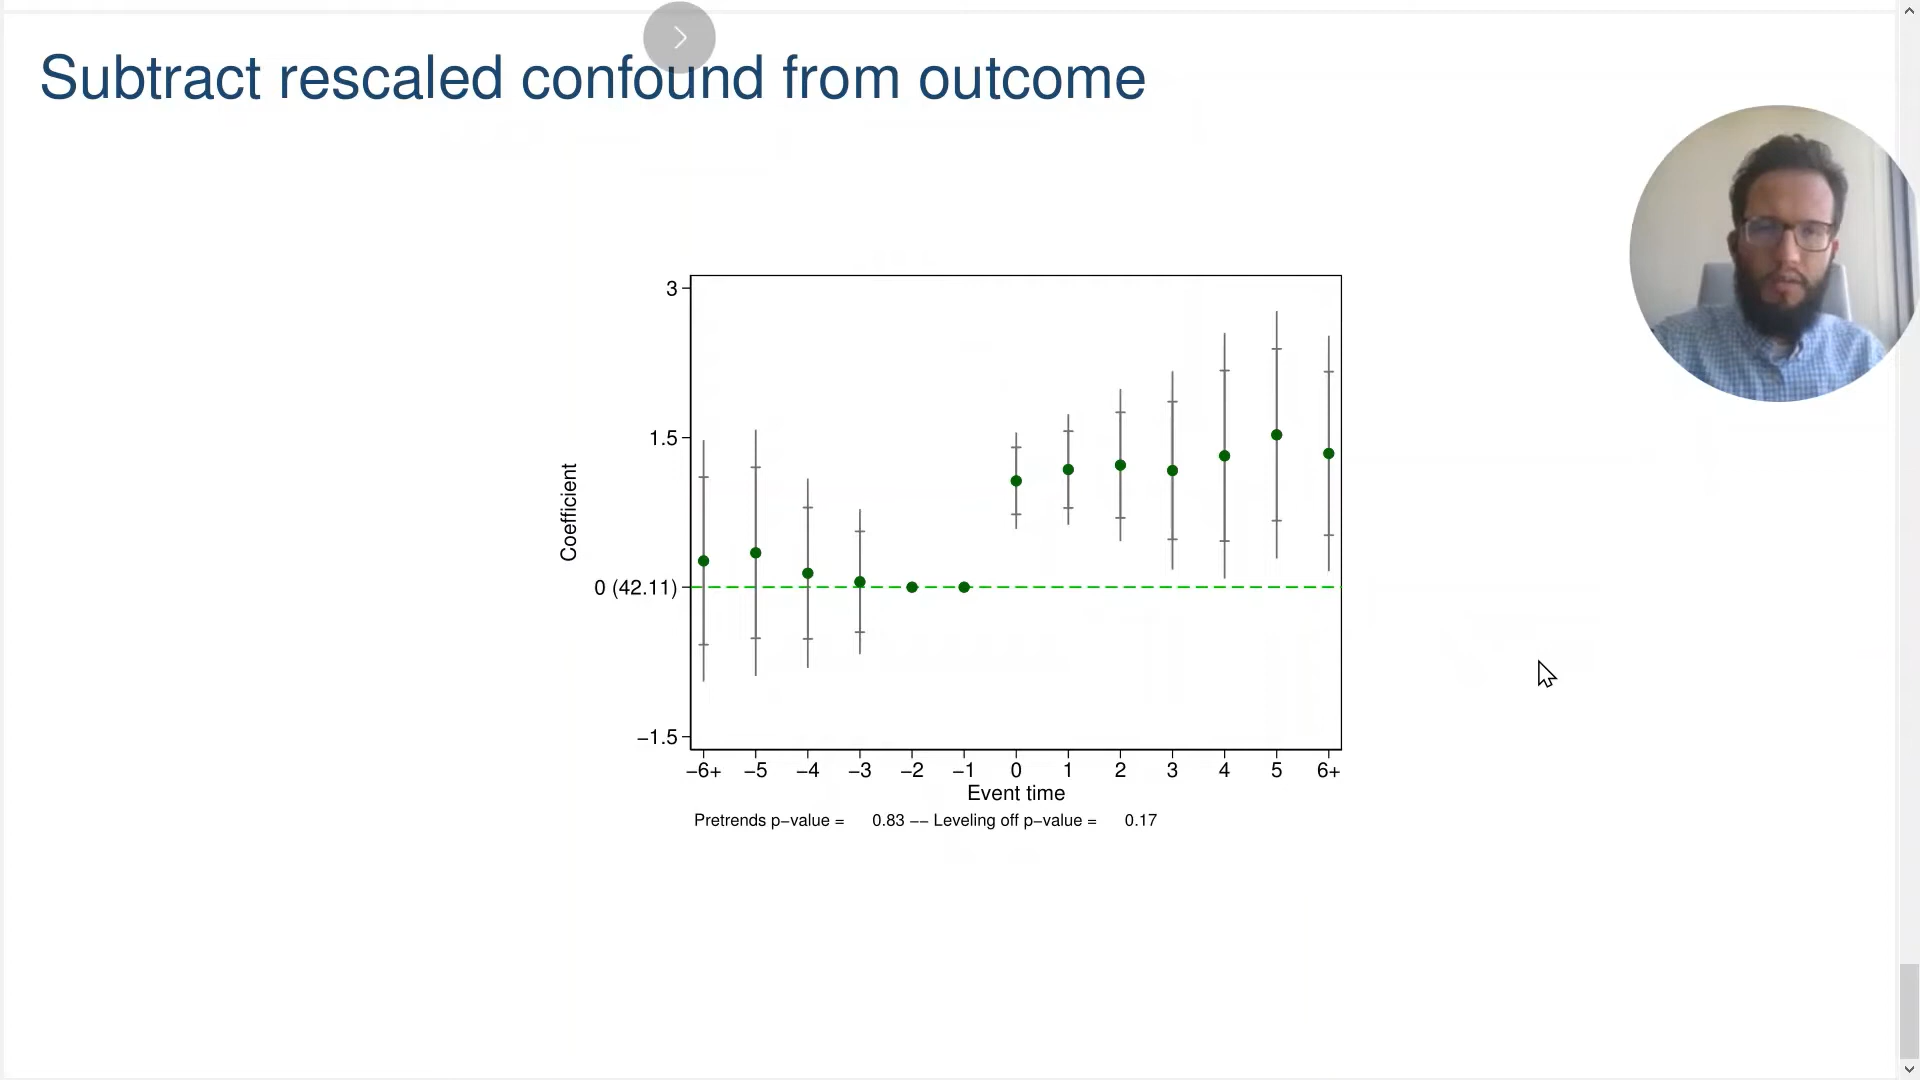 Subtract rescaled confound from outcome
3
1.5
0 (42.11)
−1.5
Coefficient
−6+ −5 −4 −3 −2 −1 0 1 2 3 4 5 6+
Event time
Pretrends p−value = 0.83 −− Leveling off p−value = 0.17